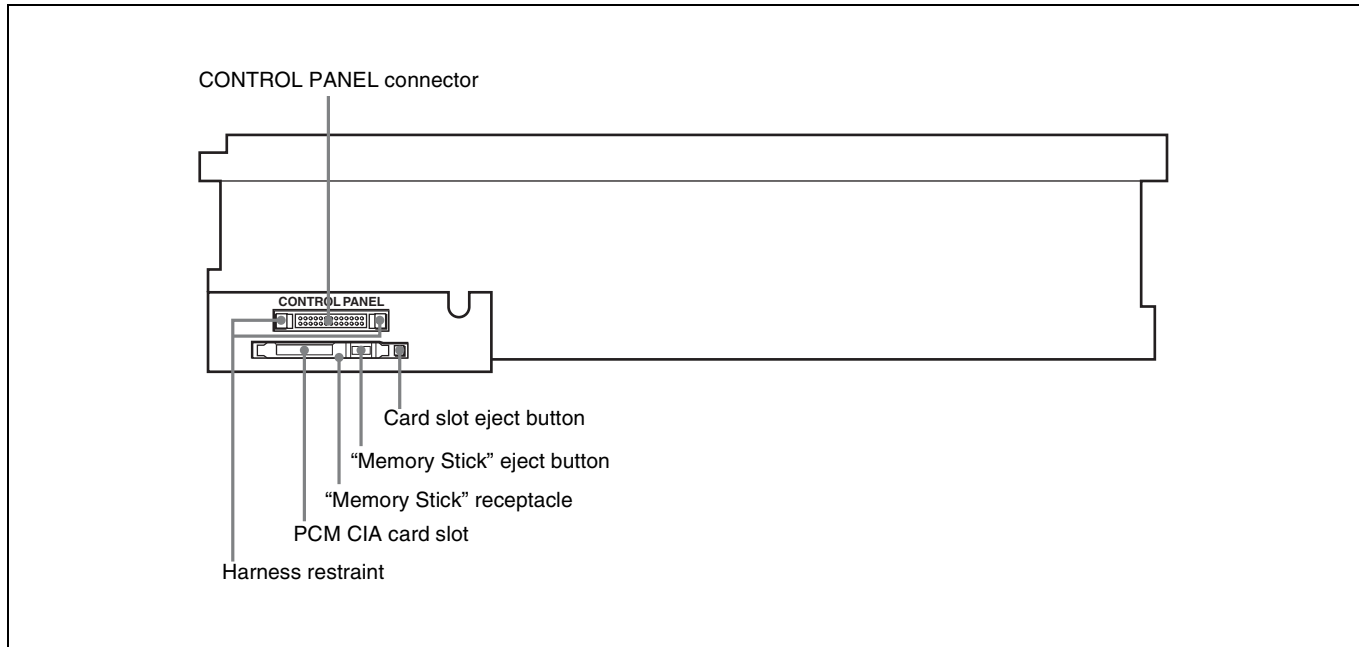 CONTROL PANEL connector
CONTROL PANEL
Card slot eject button
“Memory Stick” eject button
“Memory Stick” receptacle
PCM CIA card slot
Harness restraint